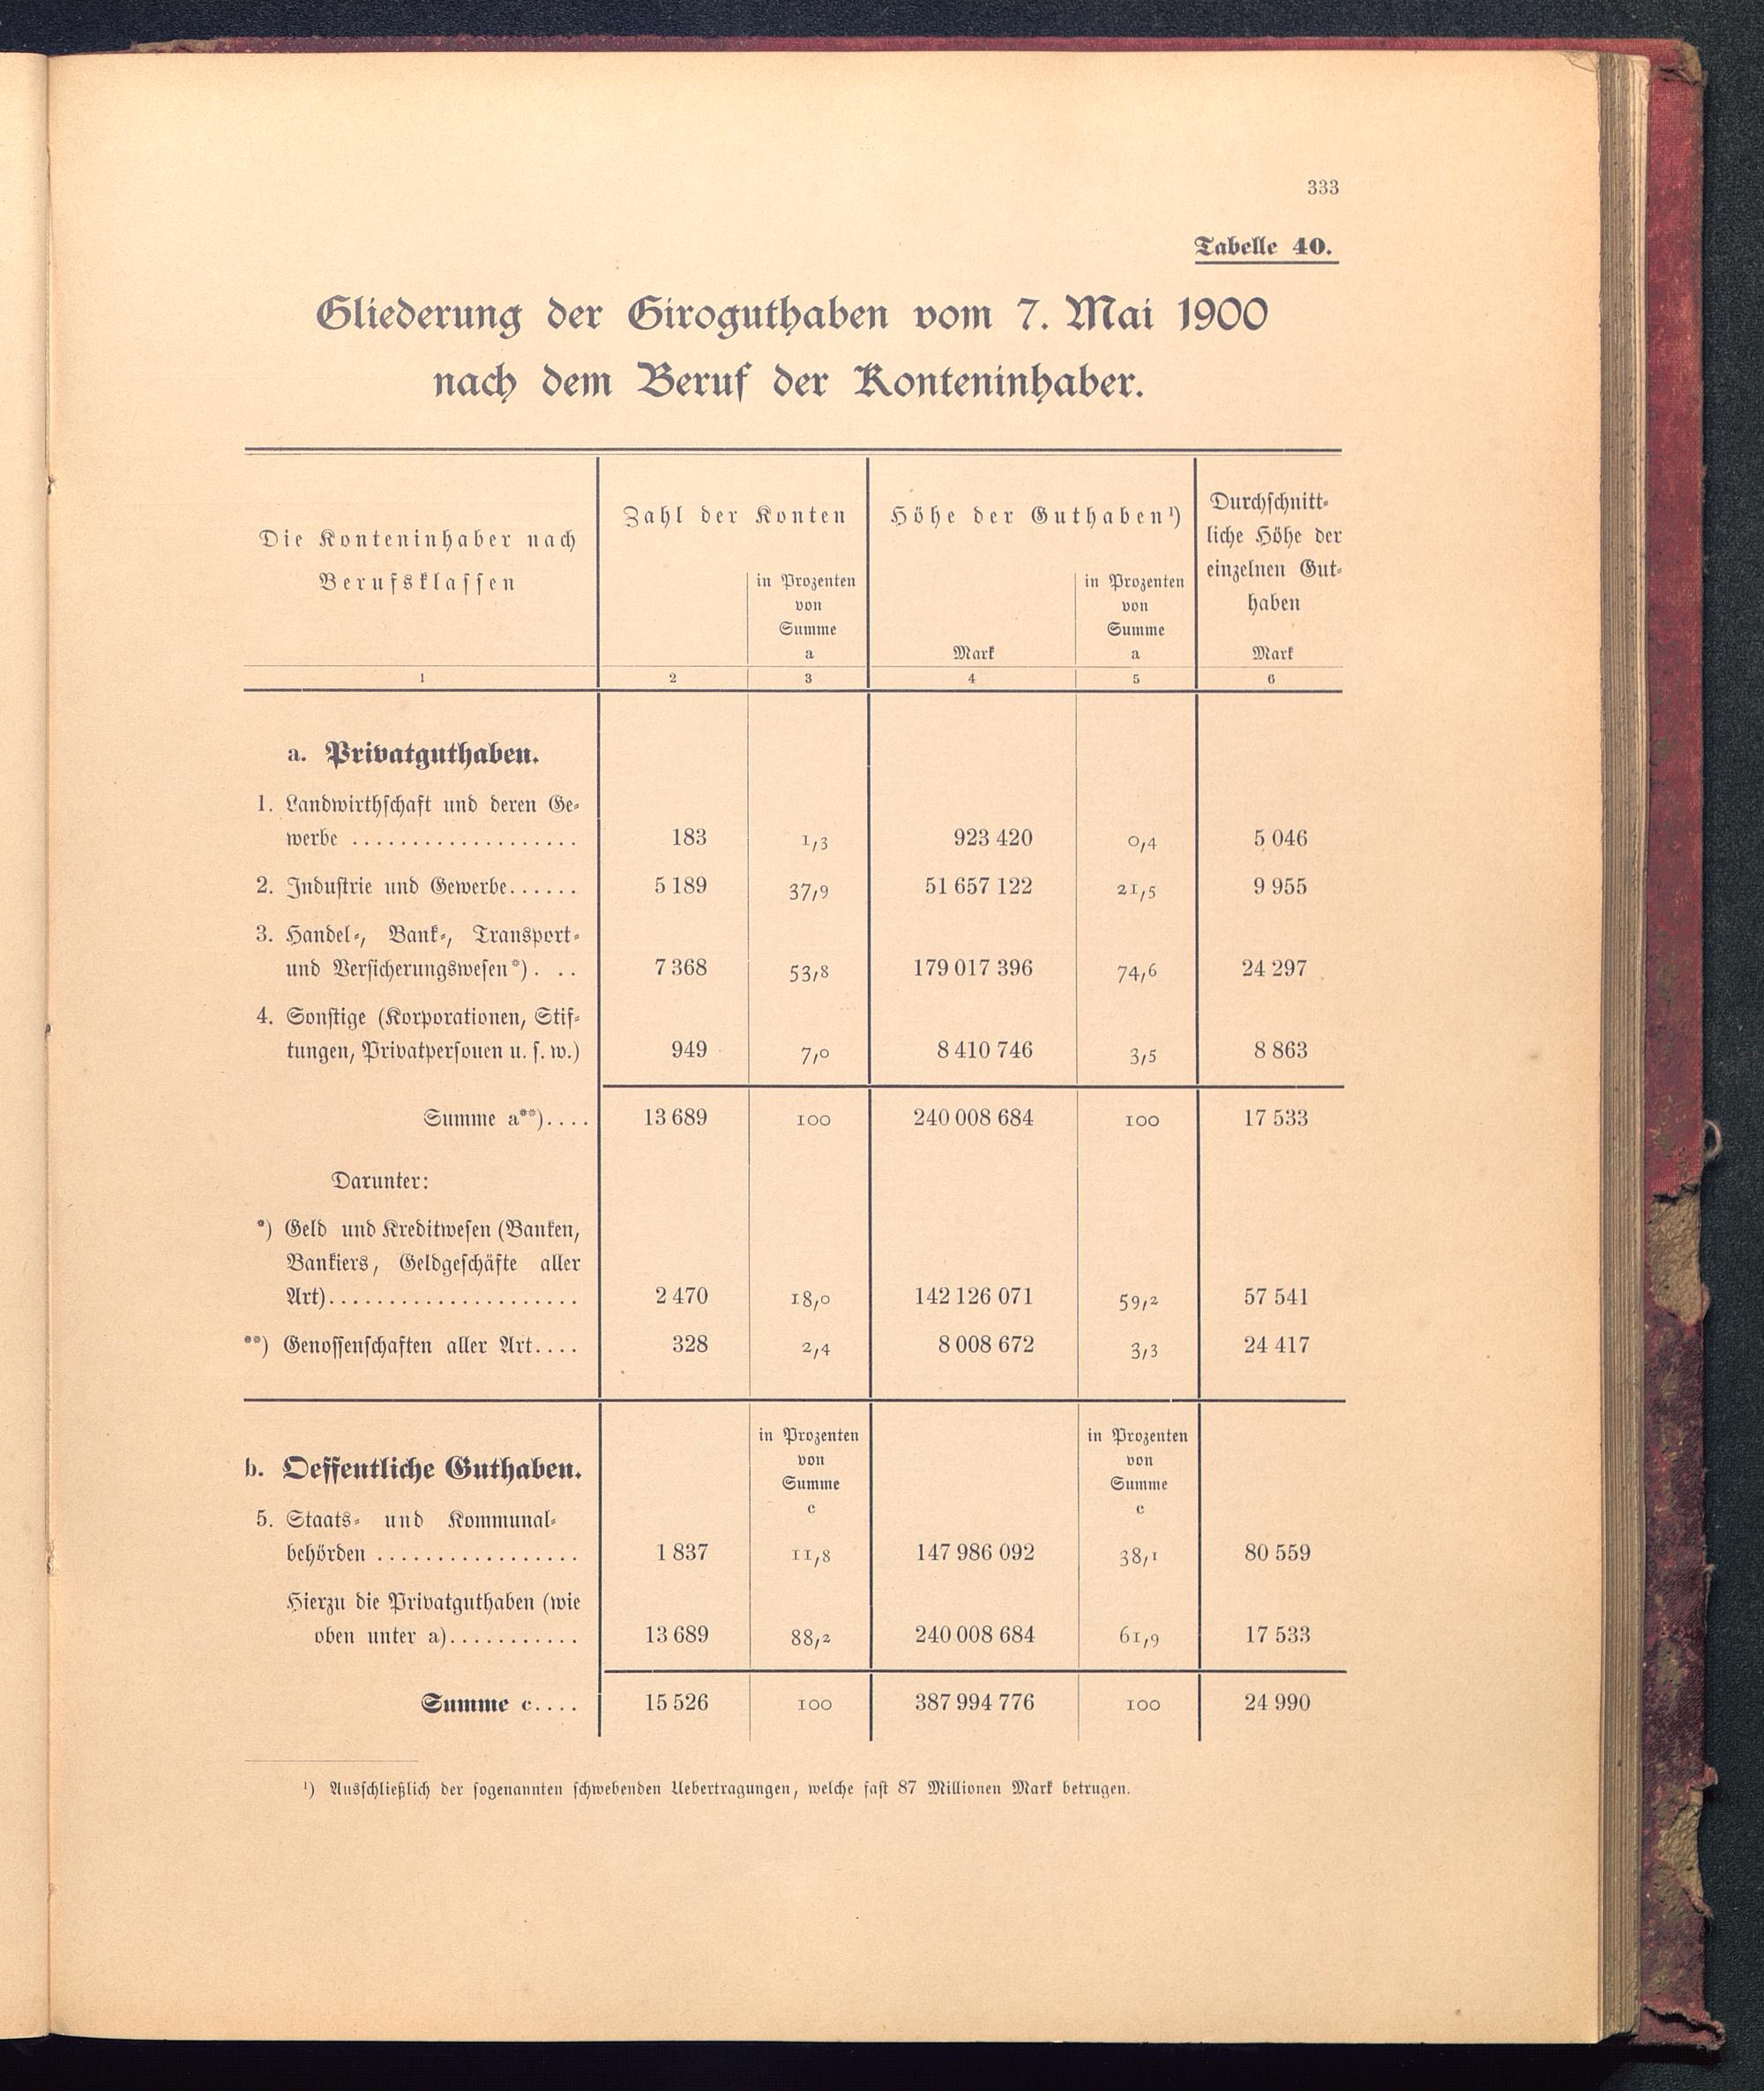 333
Tabelle 40.
Gliederung der Giroguthaben vom 7. Mai 1900
nach dem Beruf der Konteninhaber.
Die Konteninhaber nach
Berufsklassen
Zahl der Konten
in Prozenten
von
Summe
a
Höhe der Guthaben¹)
Mark
in Prozenten
von
Summe
a
Durchschnitt-
liche Höhe der
einzelnen Gut-
haben
Mark
1 2 3 4 5 6
a. Privatguthaben.
1. Landwirthschaft und deren Ge-
werbe ................... 183 1,3 923 420 0,4 5 046
2. Industrie und Gewerbe...... 5 189 37,9 51 657 122 21,5 9 955
3. Handel-, Bank-, Transport-
und Versicherungswesen*). .. 7 368 53,8 179 017 396 74,6 24 297
4. Sonstige (Korporationen, Stif-
tungen, Privatpersonen u. s. w.) 949 7,0 8 410 746 3,5 8 863
Summe a**).... 13 689 100 240 008 684 100 17 533
Darunter:
*) Geld und Kreditwesen (Banken,
Bankiers, Geldgeschäfte aller
Art)..................... 2 470 18,0 142 126 071 59,2 57 541
**) Genossenschaften aller Art.... 328 2,4 8 008 672 3,3 24 417
b. Oeffentliche Guthaben.
in Prozenten
von
Summe
c
in Prozenten
von
Summe
c
5. Staats- und Kommunal-
behörden ................. 1 837 11,8 147 986 092 38,1 80 559
Hierzu die Privatguthaben (wie
oben unter a)........... 13 689 88,2 240 008 684 61,9 17 533
Summe c.... 15 526 100 387 994 776 100 24 990
¹) Ausschließlich der sogenannten schwebenden Uebertragungen, welche fast 87 Millionen Mark betrugen.